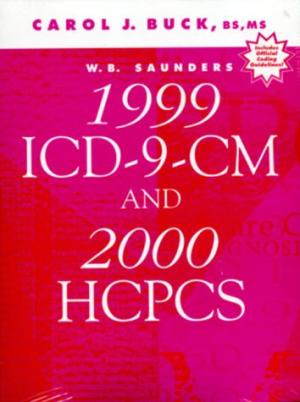 CAROL J. BUCK, BS, MS
Includes
Official
Coding
Guidelines!
W.B. SAUNDERS
1999
ICD-9-CM
AND
2000
HCPCS